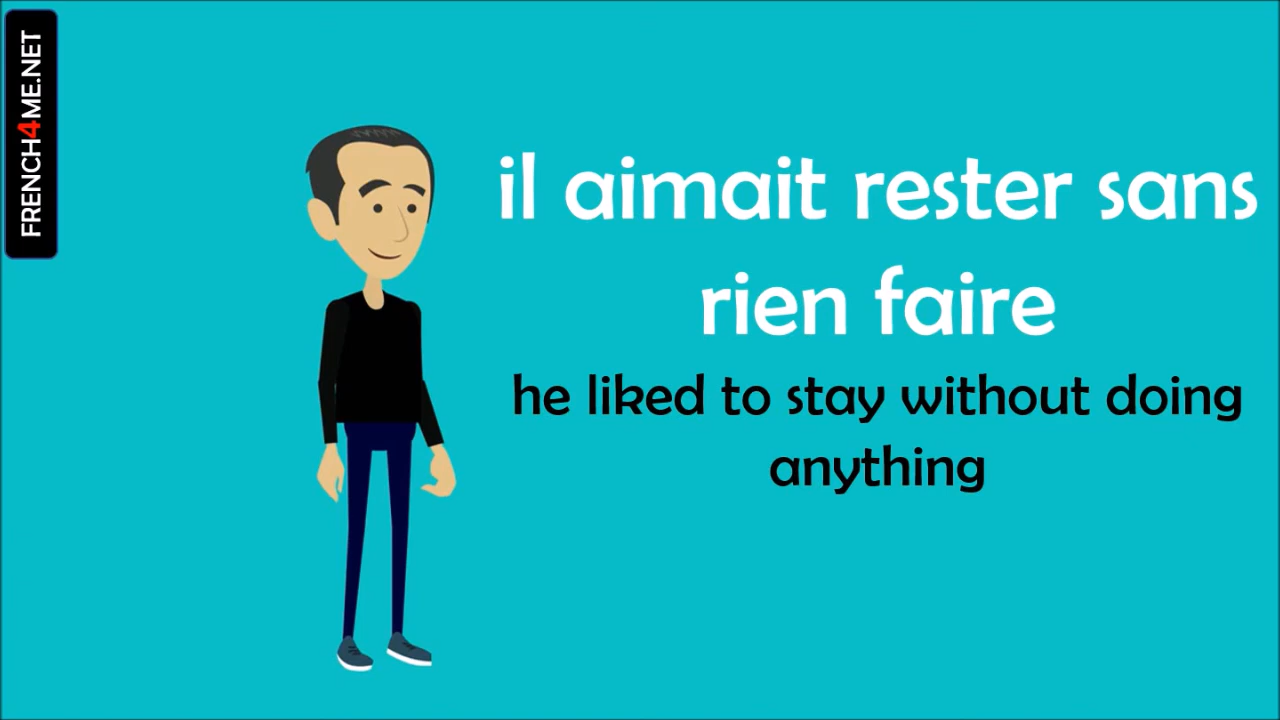 FRENCH4ME.NET
il aimait rester sans
rien faire
he liked to stay without doing
anything